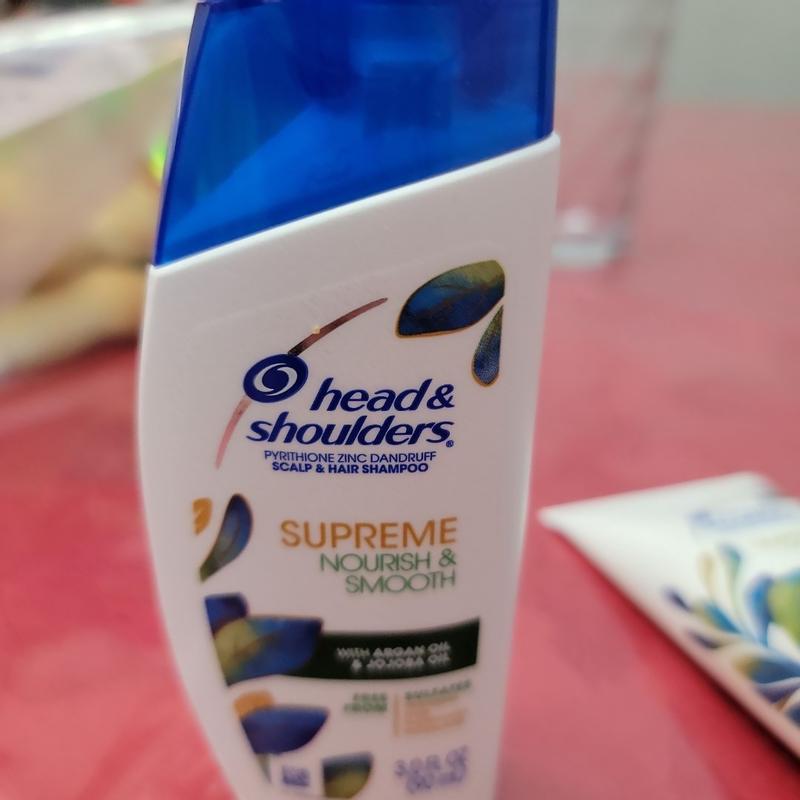 head &
shoulders®
PYRITHIONE ZINC DANDRUFF
SCALP & HAIR SHAMPOO
SUPREME
NOURISH &
SMOOTH
WITH ARGAN OIL
& JOJOBA OIL
FREE
FROM
SULFATES